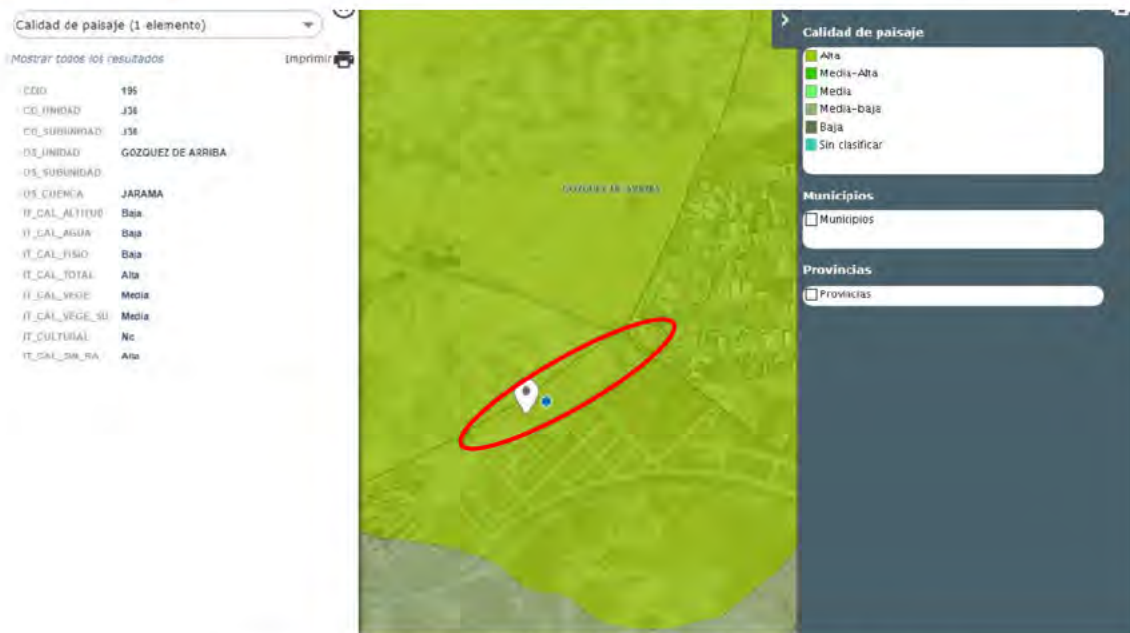 Calidad de paisaje (1 elemento)
Mostrar todos los resultados Imprimir
CDID 195
CD_UNIDAD J36
CD_SUBUNIDAD J36
DS_UNIDAD GOZQUEZ DE ARRIBA
DS_SUBUNIDAD
DS_CUENCA JARAMA
IT_CAL_ALTITUD Baja
IT_CAL_AGUA Baja
IT_CAL_FISIO Baja
IT_CAL_TOTAL Alta
IT_CAL_VEGE Media
IT_CAL_VEGE_SU Media
IT_CULTURAL No
Alta
GOZQUEZ DE ARRIBA
Calidad de paisaje
Alta
Media-Alta
Media
Media-baja
Baja
Sin clasificar
Municipios
Municipios
Provincias
Provincias